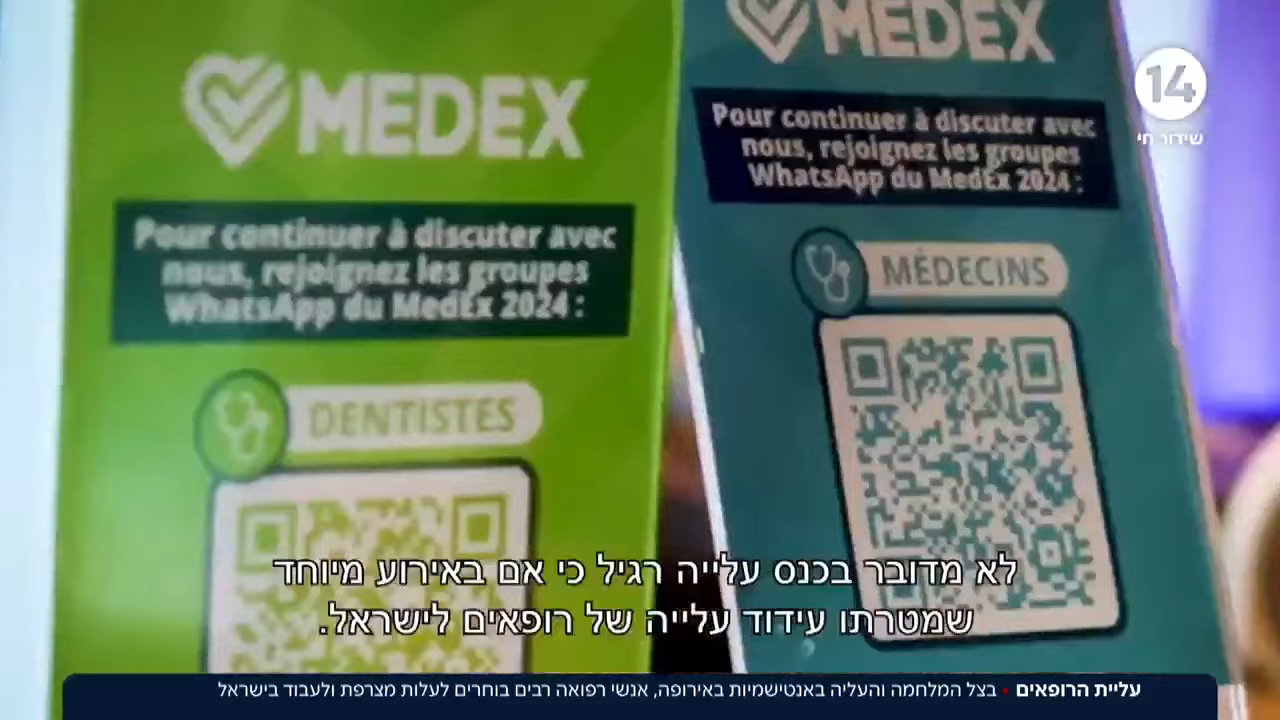 MEDEX
Pour continuer à discuter avec
nous, rejoignez les groupes
WhatsApp du MedEx 2024 :
DENTISTES
MEDEX
Pour continuer à discuter avec
nous, rejoignez les groupes
WhatsApp du MedEx 2024 :
MÉDECINS
14
שידור חי
לא מדובר בכנס עלייה רגיל כי אם באירוע מיוחד
שמטרתו עידוד עלייה של רופאים לישראל.
עליית הרופאים • בצל המלחמה והעליה באנטישמיות באירופה, אנשי רפואה רבים בוחרים לעלות מצרפת ולעבוד בישראל